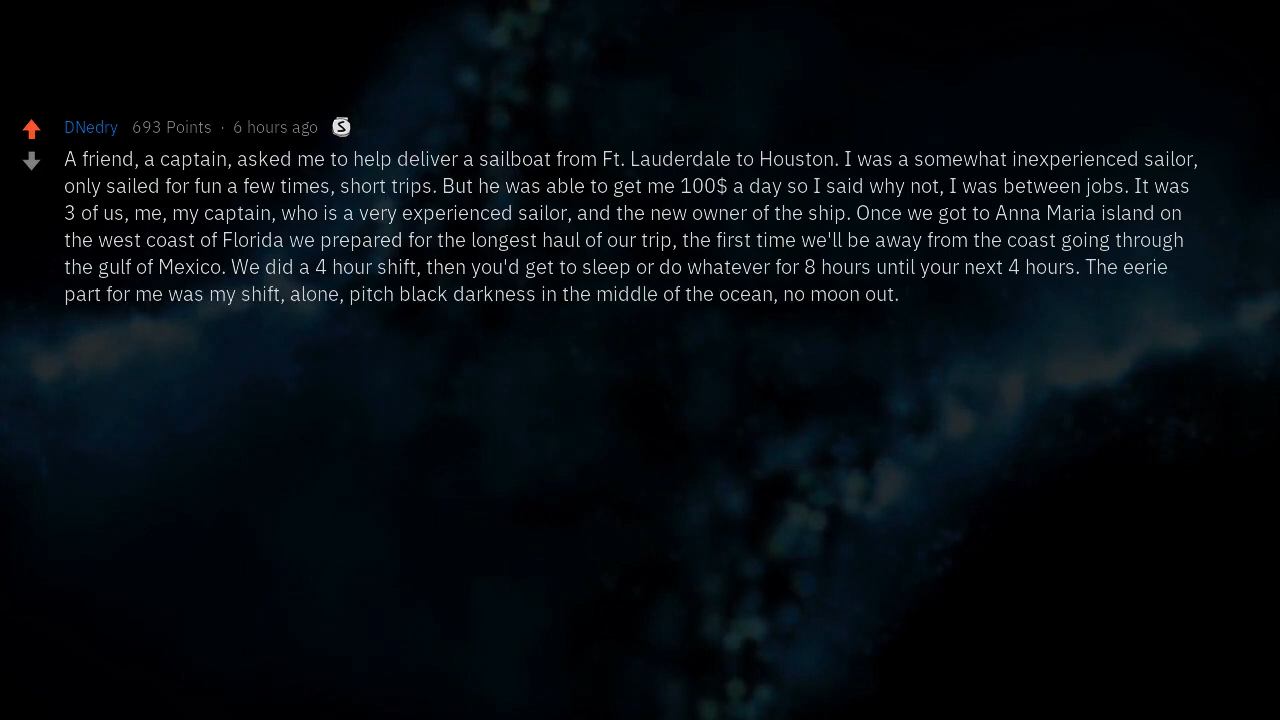 DNedry 693 Points · 6 hours ago S
A friend, a captain, asked me to help deliver a sailboat from Ft. Lauderdale to Houston. I was a somewhat inexperienced sailor,
only sailed for fun a few times, short trips. But he was able to get me 100$ a day so I said why not, I was between jobs. It was
3 of us, me, my captain, who is a very experienced sailor, and the new owner of the ship. Once we got to Anna Maria island on
the west coast of Florida we prepared for the longest haul of our trip, the first time we'll be away from the coast going through
the gulf of Mexico. We did a 4 hour shift, then you'd get to sleep or do whatever for 8 hours until your next 4 hours. The eerie
part for me was my shift, alone, pitch black darkness in the middle of the ocean, no moon out.